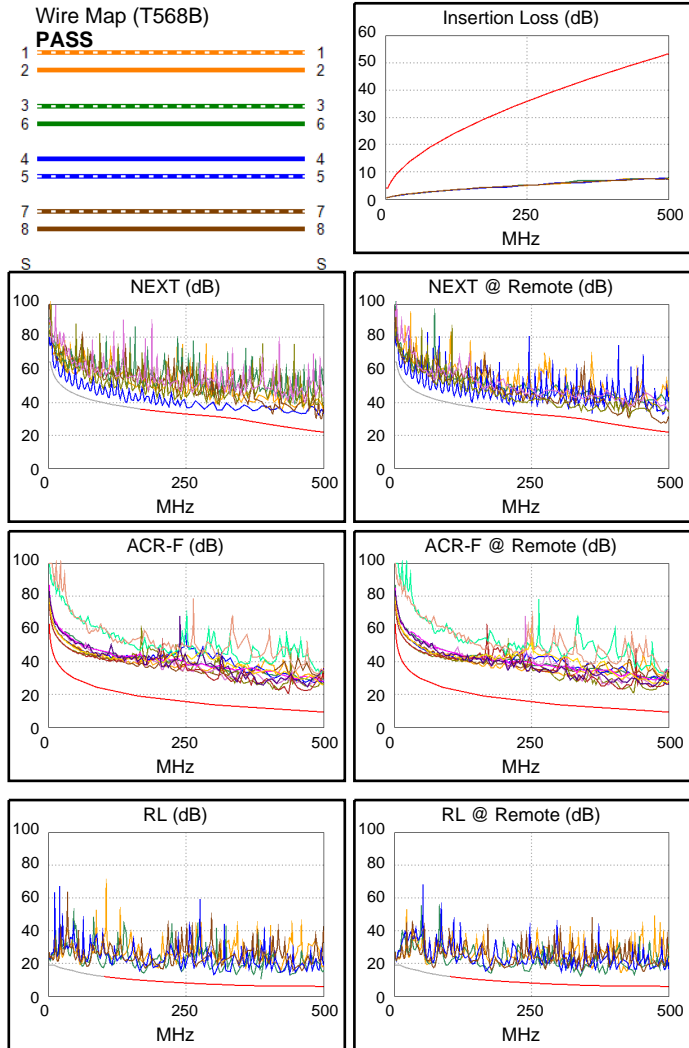 Wire Map (T568B)
PASS
1 1
2 2
3 3
6 6
4 4
5 5
7 7
8 8
S S
Insertion Loss (dB)
60
50
40
30
20
10
0
0 250 500
MHz
NEXT (dB)
100
80
60
40
20
0
0 250 500
MHz
NEXT @ Remote (dB)
100
80
60
40
20
0
0 250 500
MHz
ACR-F (dB)
100
80
60
40
20
0
0 250 500
MHz
ACR-F @ Remote (dB)
100
80
60
40
20
0
0 250 500
MHz
RL (dB)
100
80
60
40
20
0
0 250 500
MHz
RL @ Remote (dB)
100
80
60
40
20
0
0 250 500
MHz